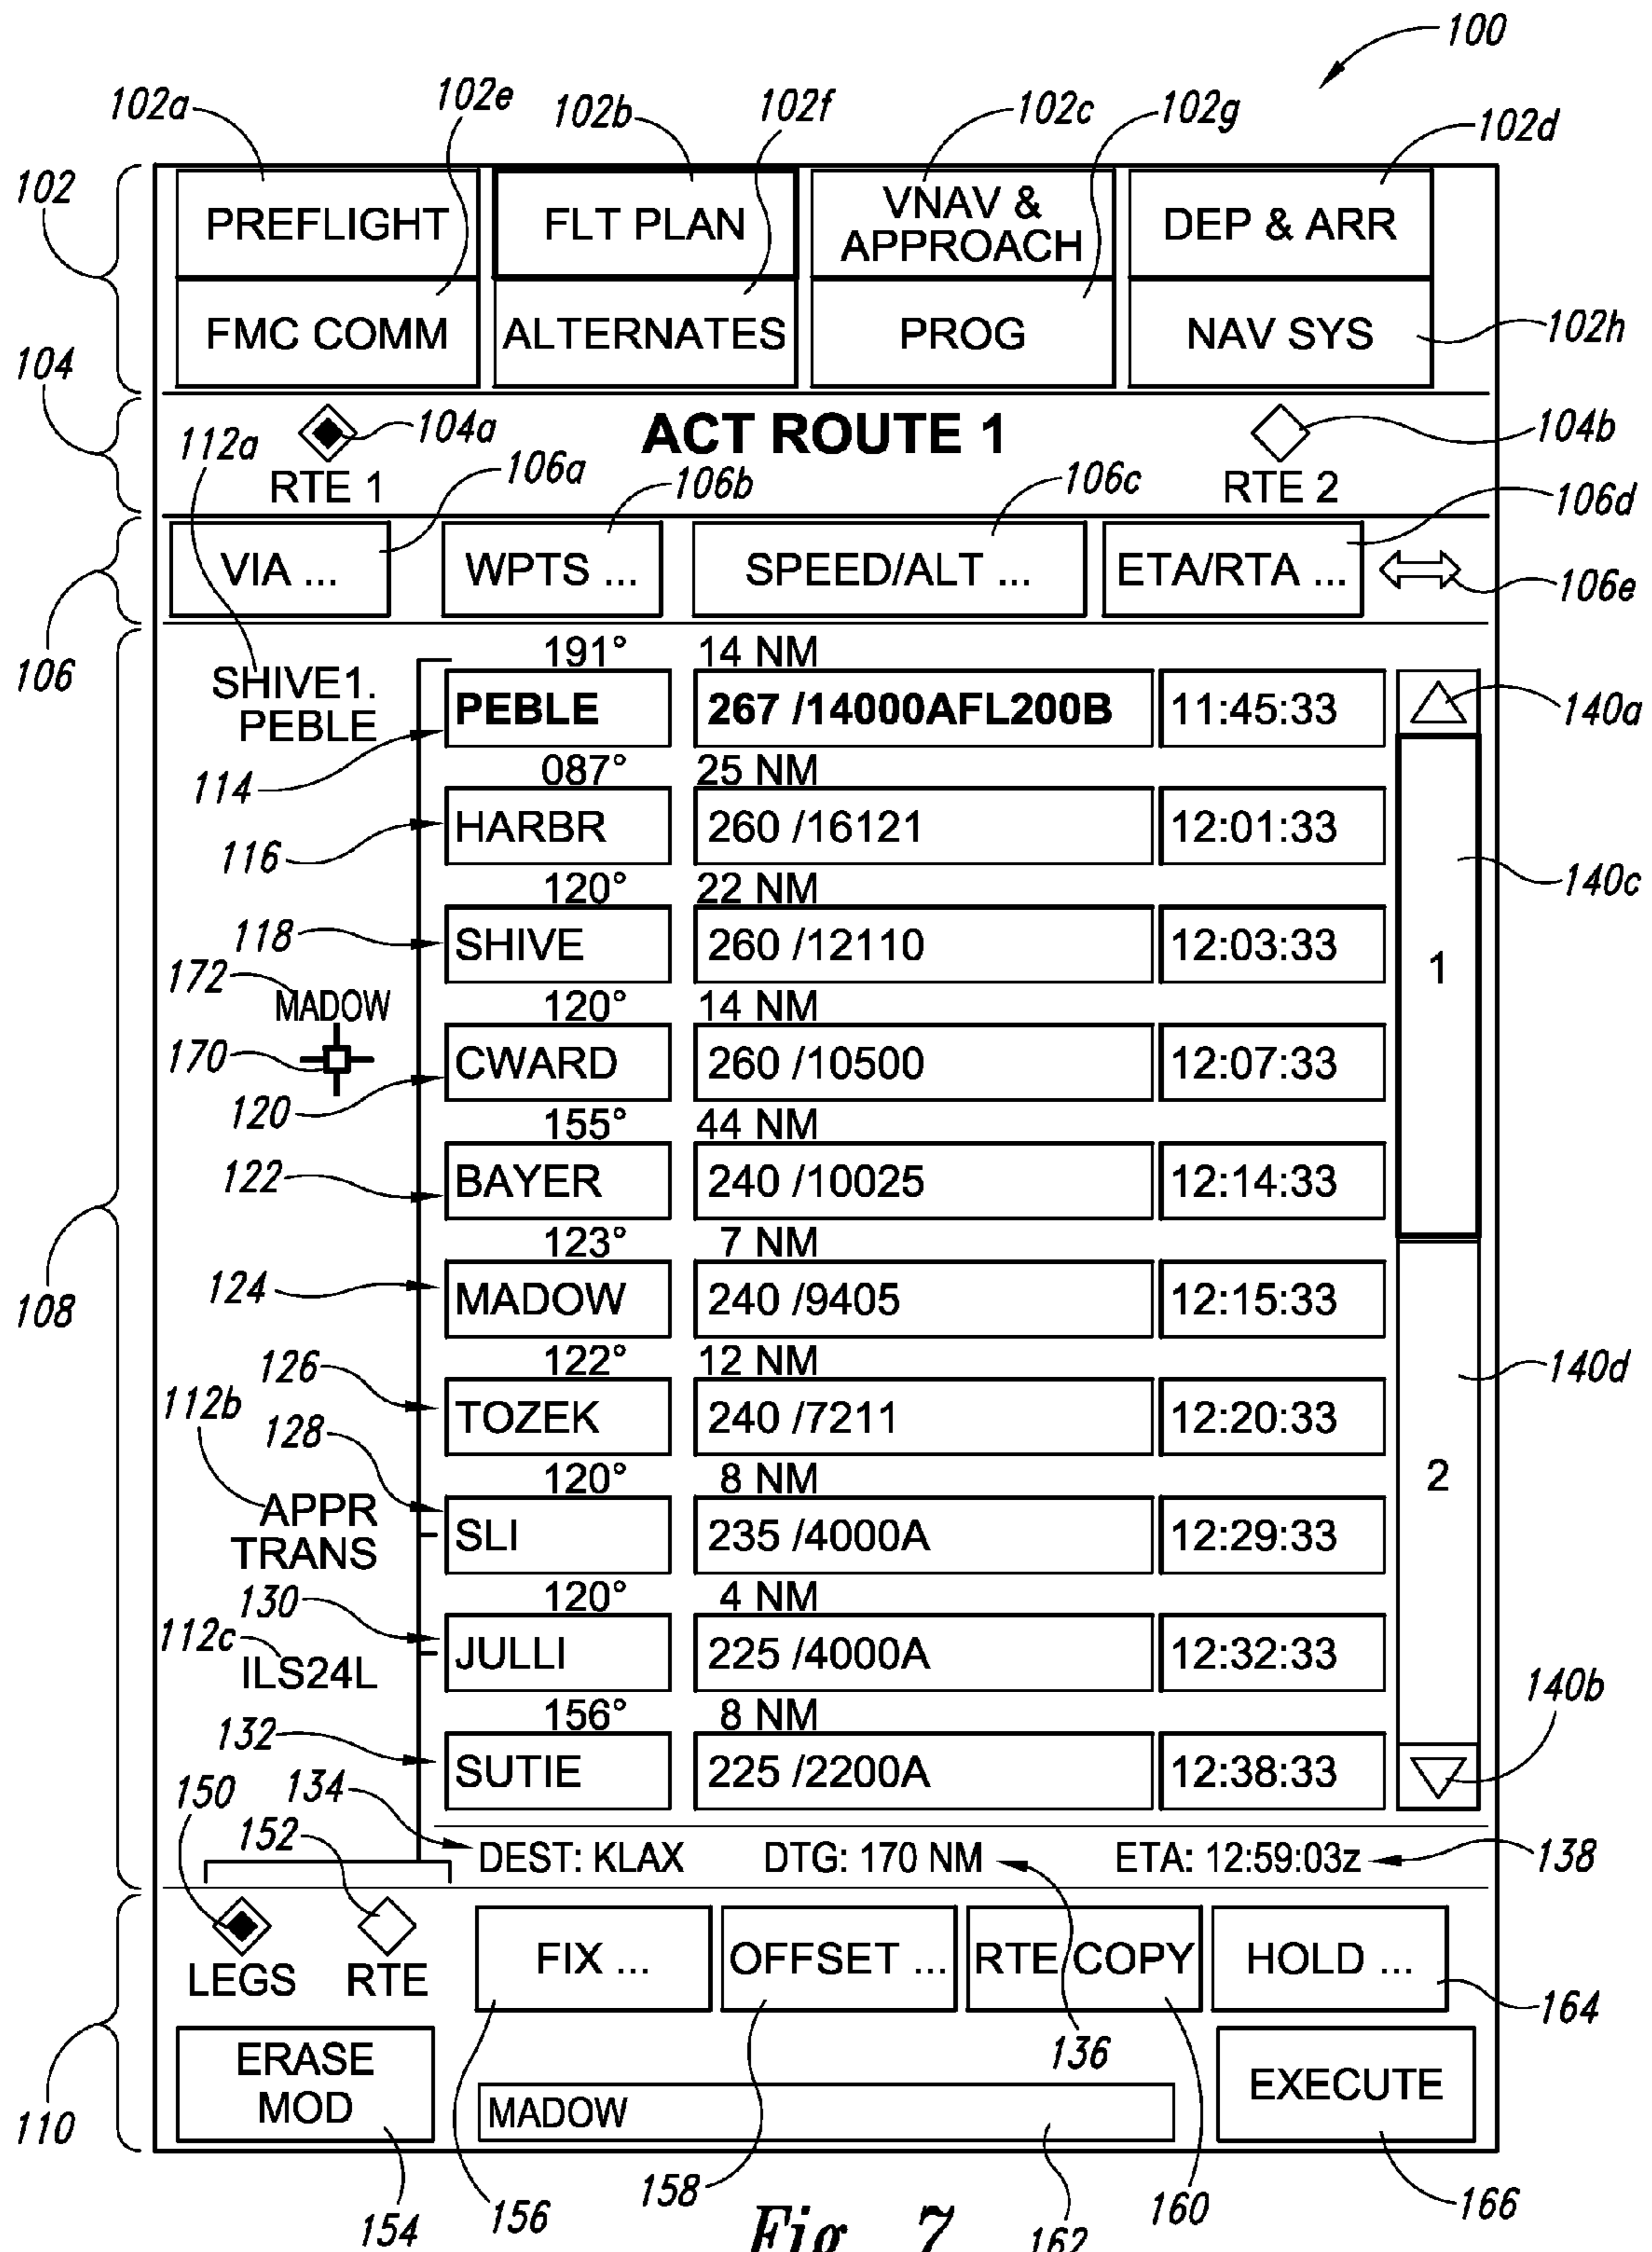 100
102a 102e 102b 102f 102c 102g 102d
102
PREFLIGHT FLT PLAN VNAV & APPROACH DEP & ARR
FMC COMM ALTERNATES PROG NAV SYS
102h
104
112a 104a ACT ROUTE 1 104b
RTE 1 106a 106b 106c RTE 2 106d
VIA ... WPTS ... SPEED/ALT ... ETA/RTA ...
106e
106
191° 14 NM
SHIVE1.
PEBLE
PEBLE 267 /14000AFL200B 11:45:33
140a
114
087° 25 NM
HARBR 260 /16121 12:01:33
116 140c
120° 22 NM
118 SHIVE 260 /12110 12:03:33
1
172
MADOW
120° 14 NM
170 CWARD 260 /10500 12:07:33
120
155° 44 NM
122 BAYER 240 /10025 12:14:33
123° 7 NM
124 MADOW 240 /9405 12:15:33
108
122° 12 NM
126 140d
112b TOZEK 240 /7211 12:20:33
128
120° 8 NM
2
APPR
TRANS
SLI 235 /4000A 12:29:33
130 120° 4 NM
112c
ILS24L
JULLI 225 /4000A 12:32:33
140b
156° 8 NM
132 SUTIE 225 /2200A 12:38:33
150 134
152 DEST: KLAX DTG: 170 NM ETA: 12:59:03z 138
LEGS RTE FIX ... OFFSET ... RTE COPY HOLD ...
164
136
110
ERASE
MOD
MADOW EXECUTE
154 156 158 162 160 166
Fig. 7